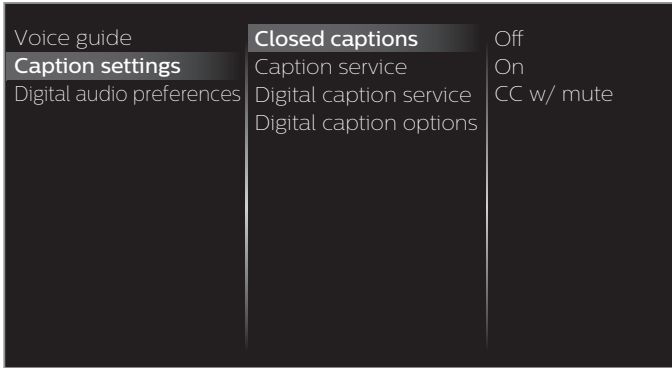 Voice guide
Caption settings
Digital audio preferences
Closed captions
Caption service
Digital caption service
Digital caption options
Off
On
CC w/ mute